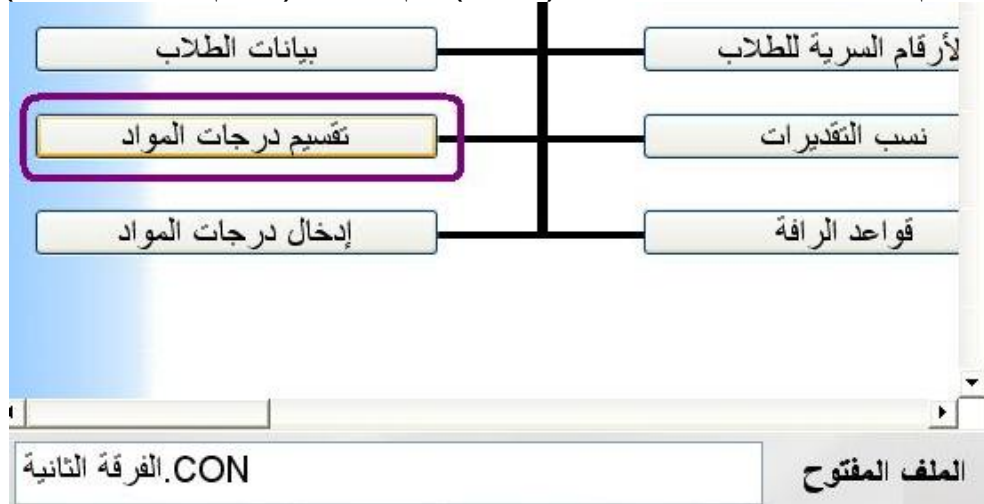 لأرقام السرية للطلاب
بيانات الطلاب
نسب التقديرات
تقسيم درجات المواد
قواعد الرافة
إدخال درجات المواد
الملف المفتوح
الفرقة الثانية.CON